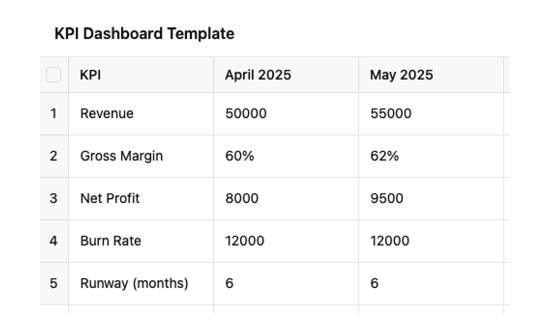 KPI Dashboard Template
KPI April 2025 May 2025
1 Revenue 50000 55000
2 Gross Margin 60% 62%
3 Net Profit 8000 9500
4 Burn Rate 12000 12000
5 Runway (months) 6 6